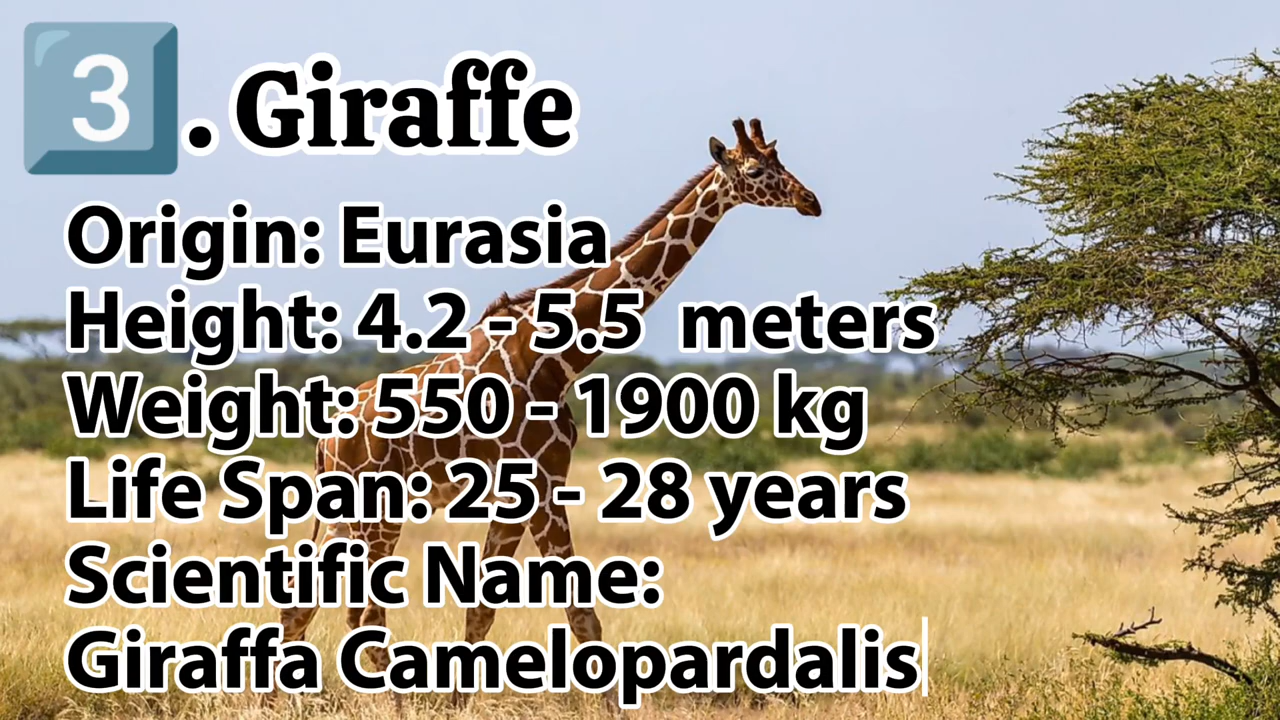 3. Giraffe
Origin: Eurasia
Height: 4.2 - 5.5 meters
Weight: 550 - 1900 kg
Life Span: 25 - 28 years
Scientific Name:
Giraffa Camelopardalis